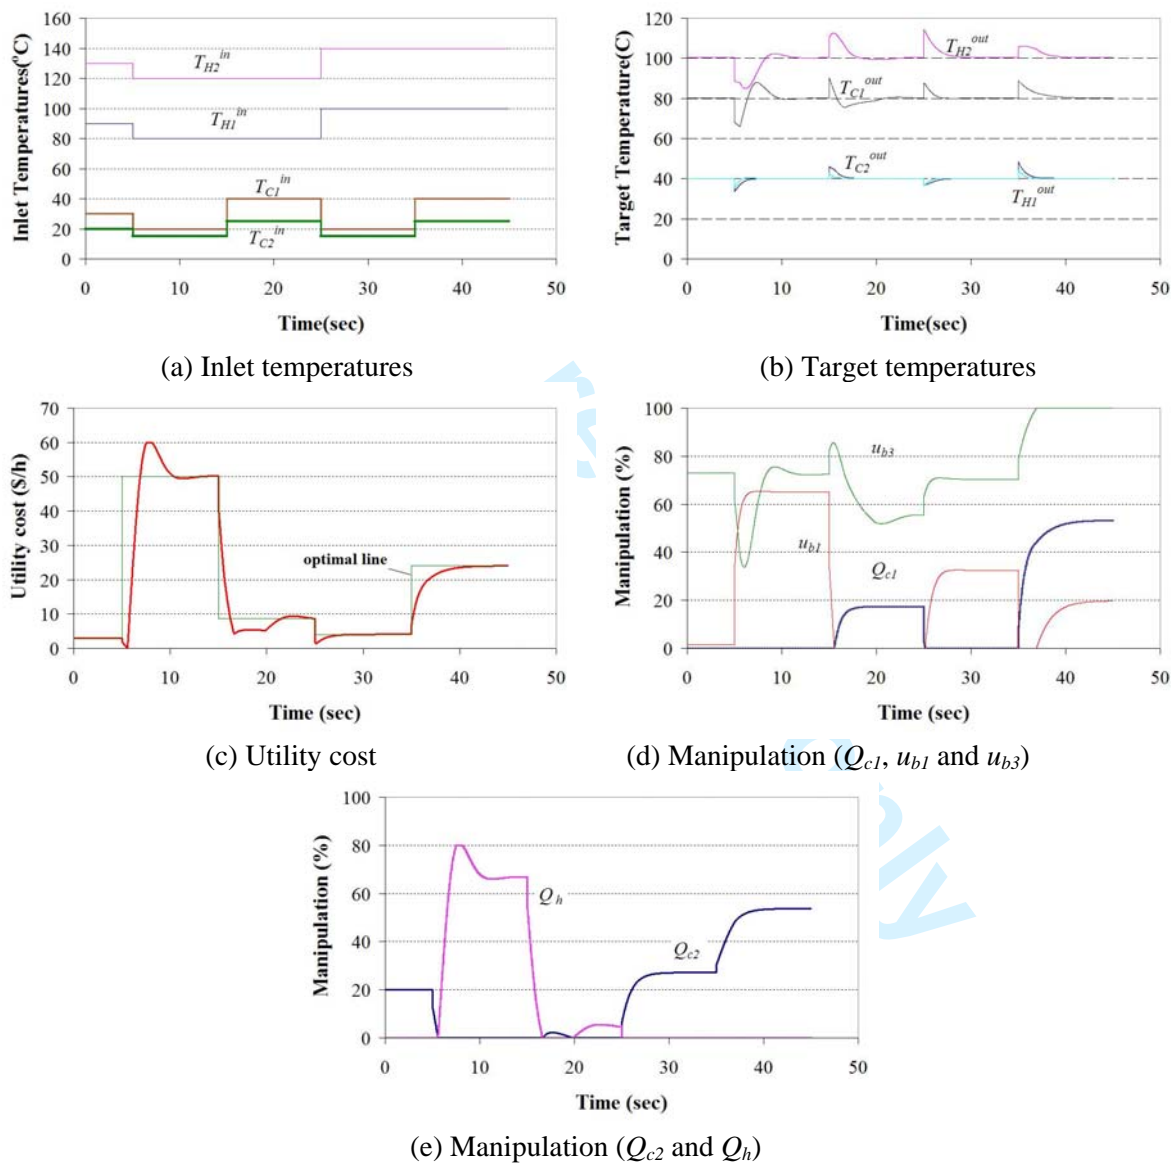 160
140
120
100
80
60
40
20
0
Inlet Temperatures(ºC)
T_H2^in
T_H1^in
T_C1^in
T_C2^in
0 10 20 30 40 50
Time(sec)
(a) Inlet temperatures
120
100
80
60
40
20
0
Target Temperature(C)
T_H2^out
T_C1^out
T_C2^out
T_H1^out
0 10 20 30 40 50
Time(sec)
(b) Target temperatures
70
60
50
40
30
20
10
0
Utility cost ($/h)
optimal line
0 10 20 30 40 50
Time (sec)
(c) Utility cost
100
80
60
40
20
0
Manipulation (%)
u_b3
u_b1
Q_c1
0 10 20 30 40 50
Time (sec)
(d) Manipulation (Q_c1, u_b1 and u_b3)
100
80
60
40
20
0
Manipulation (%)
Q_h
Q_c2
0 10 20 30 40 50
Time (sec)
(e) Manipulation (Q_c2 and Q_h)